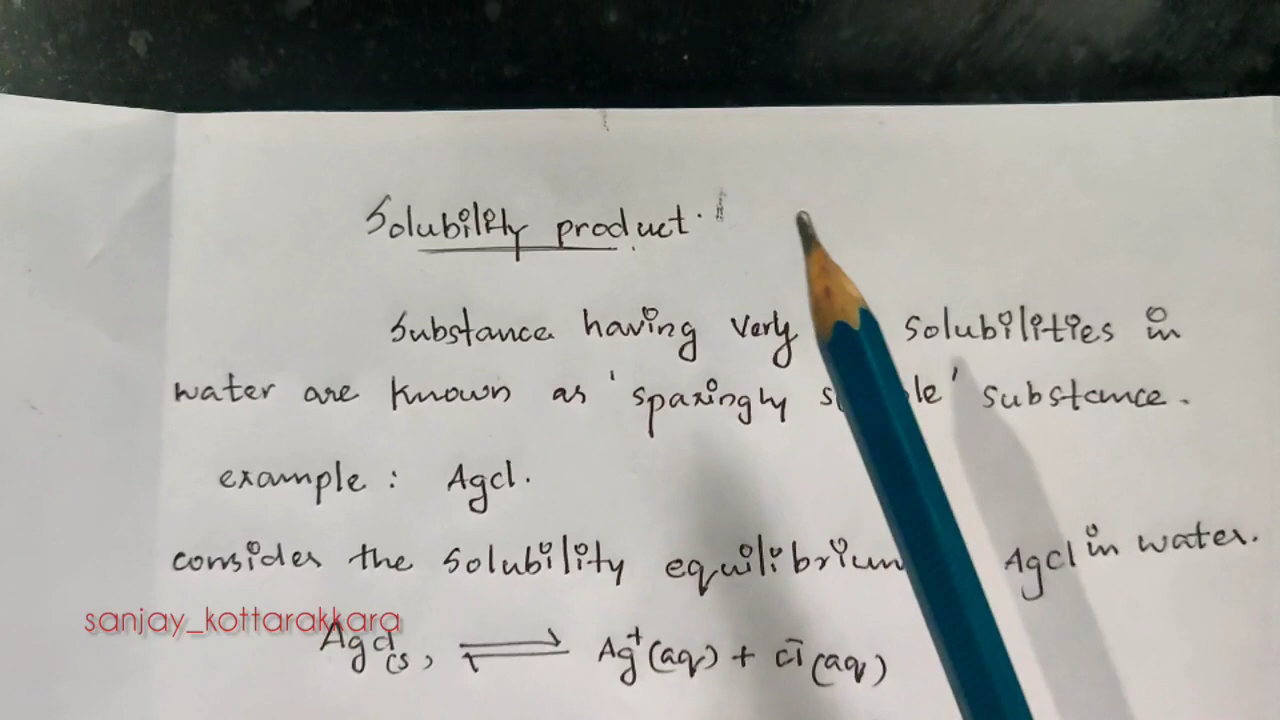 Solubility product.
Substance having very solubilities in
water are known as 'sparingly substance.
example : Agcl.
consider the solubility equilibrium Agcl in water.
sanjay_kottarakkara
Agcl(s) ⇌ Ag⁺(aq) + cl⁻(aq)